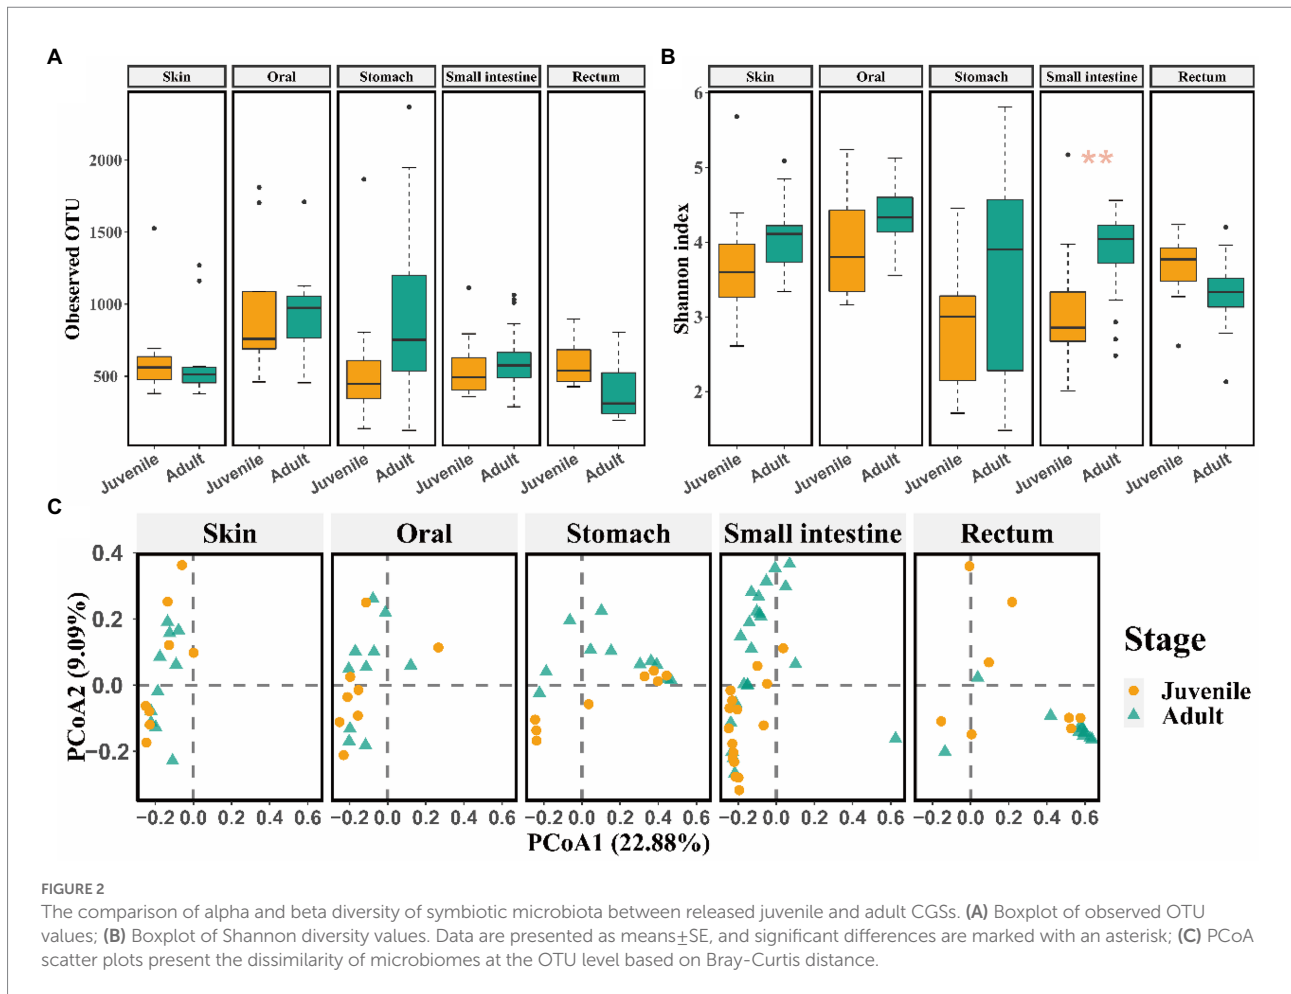 A
B
Skin Oral Stomach Small intestine Rectum
Skin Oral Stomach Small intestine Rectum
Obeserved OTU
2000
1500
1000
500
Shannon index
6
5
4
3
2
**
Juvenile Adult Juvenile Adult Juvenile Adult Juvenile Adult Juvenile Adult
Juvenile Adult Juvenile Adult Juvenile Adult Juvenile Adult Juvenile Adult
C
Skin Oral Stomach Small intestine Rectum
PCoA2 (9.09%)
0.4
0.2
0.0
−0.2
−0.2 0.0 0.2 0.4 0.6 −0.2 0.0 0.2 0.4 0.6 −0.2 0.0 0.2 0.4 0.6 −0.2 0.0 0.2 0.4 0.6 −0.2 0.0 0.2 0.4 0.6
PCoA1 (22.88%)
Stage
Juvenile
Adult
FIGURE 2
The comparison of alpha and beta diversity of symbiotic microbiota between released juvenile and adult CGSs. (A) Boxplot of observed OTU
values; (B) Boxplot of Shannon diversity values. Data are presented as means±SE, and significant differences are marked with an asterisk; (C) PCoA
scatter plots present the dissimilarity of microbiomes at the OTU level based on Bray-Curtis distance.